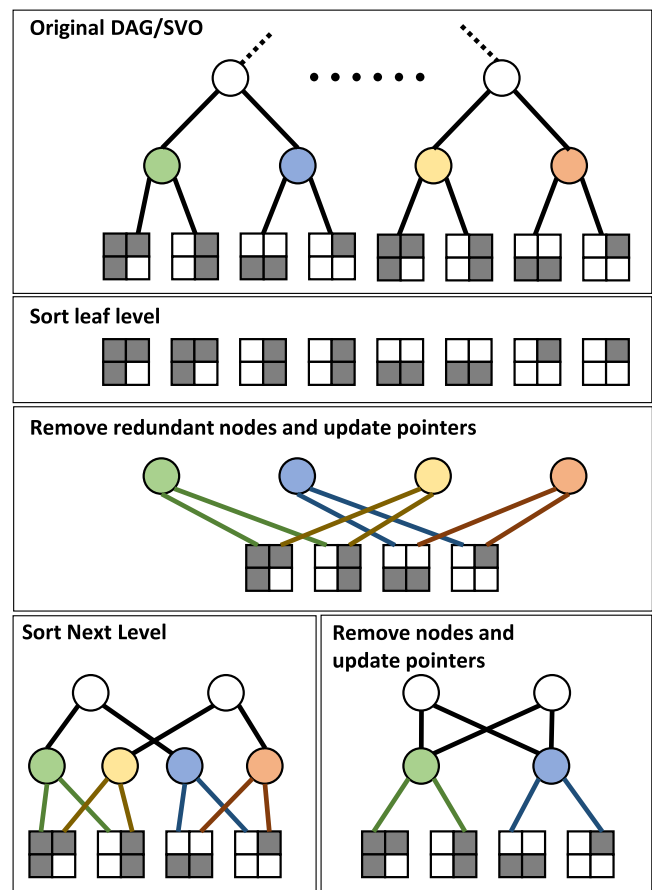 Original DAG/SVO
Sort leaf level
Remove redundant nodes and update pointers
Sort Next Level
Remove nodes and
update pointers